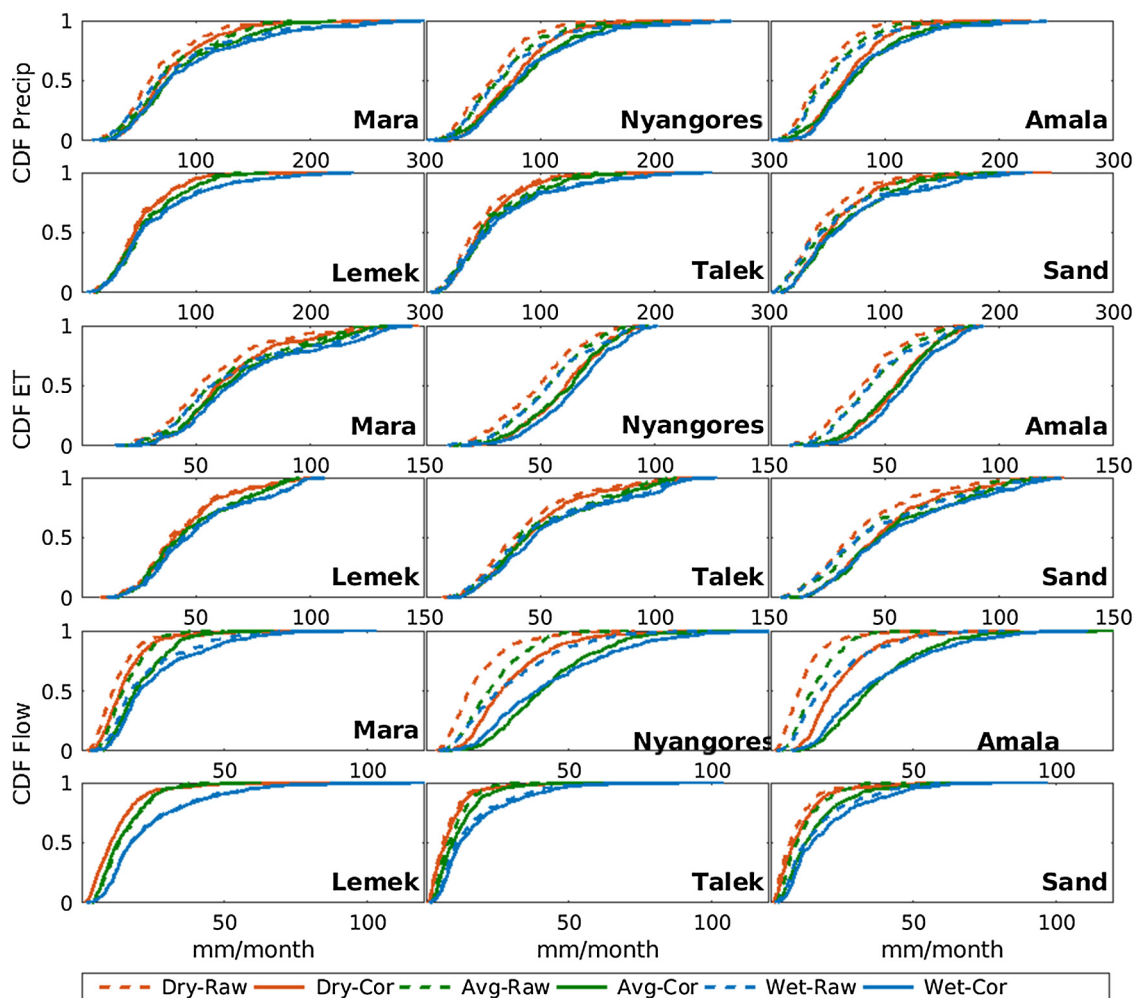 1
0.5
0
CDF Precip
Mara
Nyangores
Amala
100 200 300 100 200 300 100 200 300
1
0.5
0
Lemek
Talek
Sand
100 200 300 100 200 300 100 200 300
1
0.5
0
CDF ET
Mara
Nyangores
Amala
50 100 150 50 100 150 50 100 150
1
0.5
0
Lemek
Talek
Sand
50 100 150 50 100 150 50 100 150
1
0.5
0
CDF Flow
Mara
Nyangores
Amala
50 100 50 100 50 100
1
0.5
0
Lemek
Talek
Sand
50 100 50 100 50 100
mm/month mm/month mm/month
Dry-Raw Dry-Cor Avg-Raw Avg-Cor Wet-Raw Wet-Cor